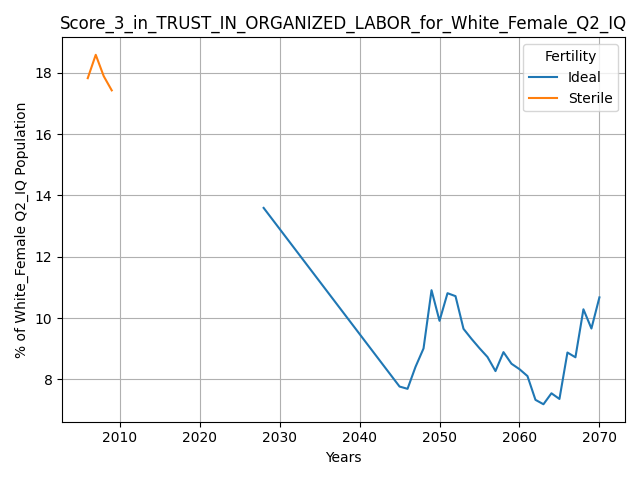 Score_3_in_TRUST_IN_ORGANIZED_LABOR_for_White_Female_Q2_IQ
Fertility
Ideal
Sterile
% of White_Female Q2_IQ Population
18
16
14
12
10
8
2010 2020 2030 2040 2050 2060 2070
Years